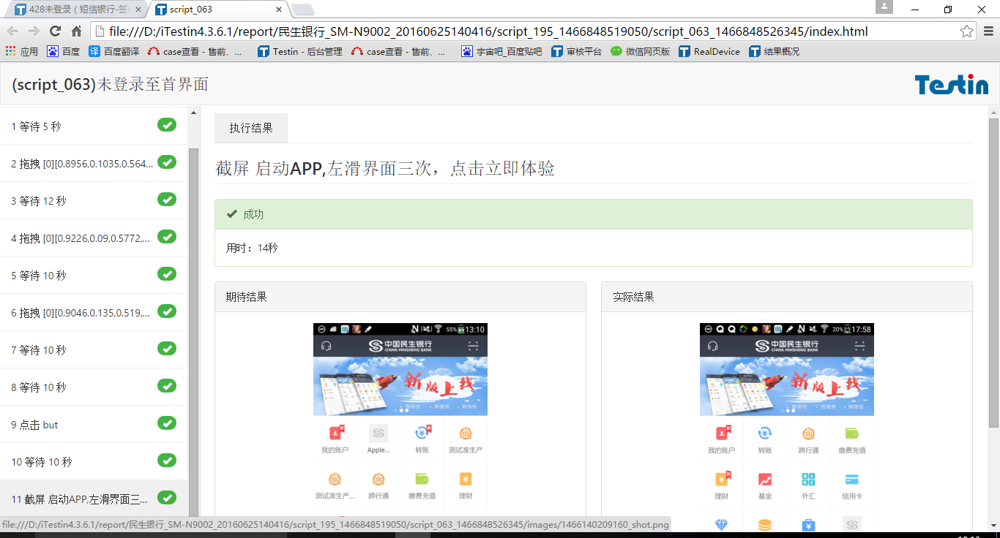 428未登录（短信银行-签
script_063
file:///D:/iTestin4.3.6.1/report/民生银行_SM-N9002_20160625140416/script_195_1466848519050/script_063_1466848526345/index.html
应用 百度 百度翻译 case查看 - 售前、... Testin - 后台管理 case查看 - 售前、... 宇宙吧_百度贴吧 审核平台 微信网页版 RealDevice 结果概况
(script_063)未登录至首界面
Testin
1 等待 5 秒
2 拖拽 [0][0.8956,0.1035,0.564...
3 等待 12 秒
4 拖拽 [0][0.9226,0.09,0.5772,...
5 等待 10 秒
6 拖拽 [0][0.9046,0.135,0.519,...
7 等待 10 秒
8 等待 10 秒
9 点击 but
10 等待 10 秒
11 截屏 启动APP,左滑界面三...
执行结果
截屏 启动APP,左滑界面三次，点击立即体验
成功
用时：14秒
期待结果
55% 13:10
中国民生银行
CHINA MINSHENG BANK
新版上线
我的账户 Apple... 转账 测试准生产
测试准生产... 跨行通 缴费充值 理财
实际结果
20% 17:58
中国民生银行
CHINA MINSHENG BANK
新版上线
我的账户 转账 跨行通 缴费充值
理财 基金 外汇 信用卡
file:///D:/iTestin4.3.6.1/report/民生银行_SM-N9002_20160625140416/script_195_1466848519050/script_063_1466848526345/images/1466140209160_shot.png